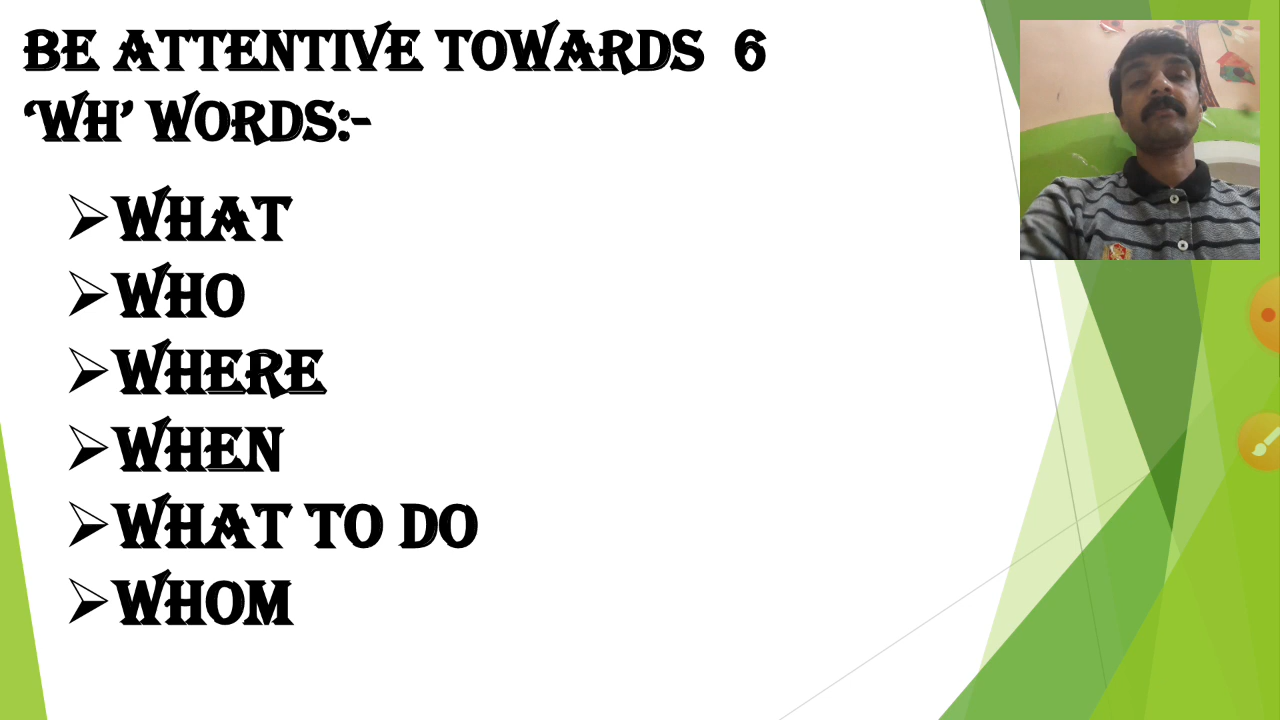 BE ATTENTIVE TOWARDS 6
‘WH’ WORDS:-
WHAT
WHO
WHERE
WHEN
WHAT TO DO
WHOM